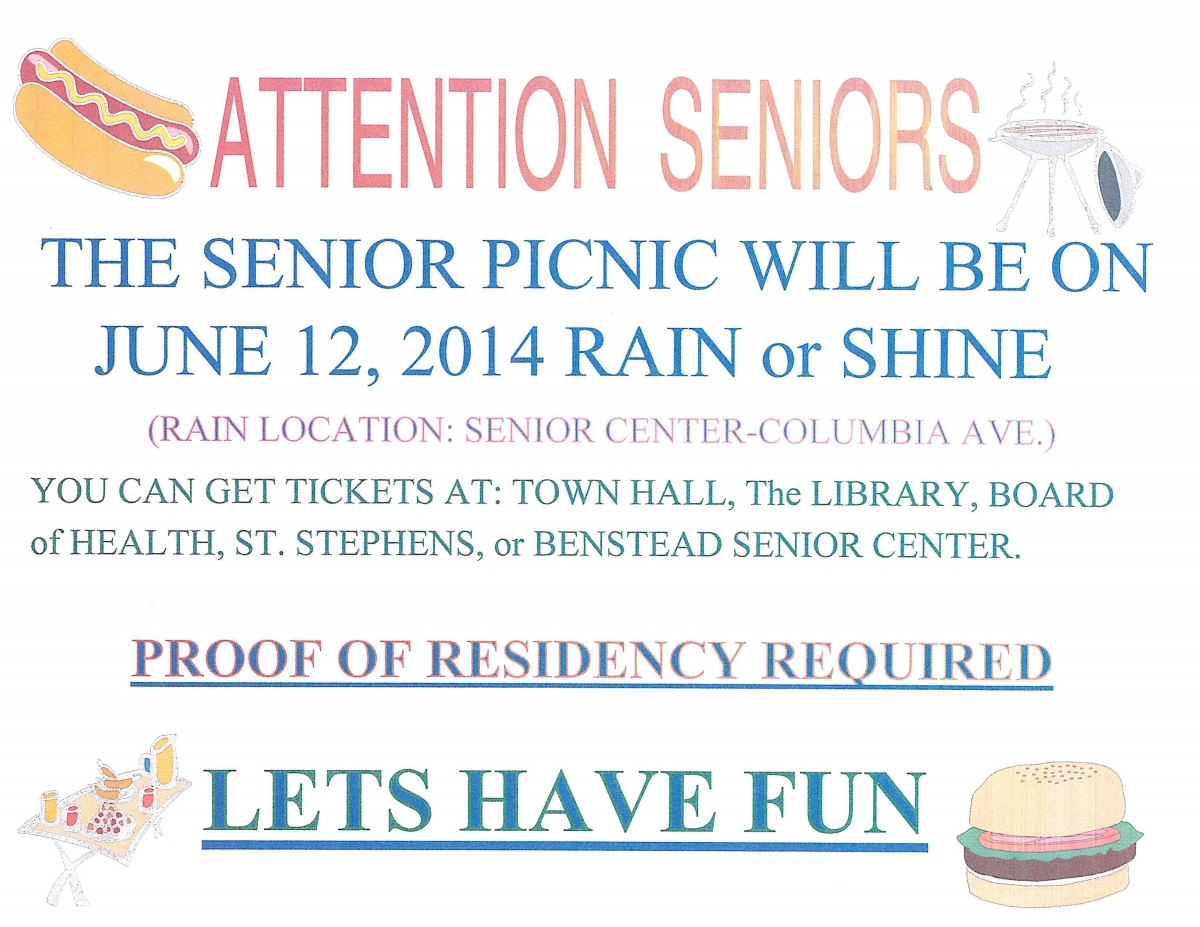 ATTENTION SENIORS
THE SENIOR PICNIC WILL BE ON
JUNE 12, 2014 RAIN or SHINE
(RAIN LOCATION: SENIOR CENTER-COLUMBIA AVE.)
YOU CAN GET TICKETS AT: TOWN HALL, The LIBRARY, BOARD
of HEALTH, ST. STEPHENS, or BENSTEAD SENIOR CENTER.
PROOF OF RESIDENCY REQUIRED
LETS HAVE FUN